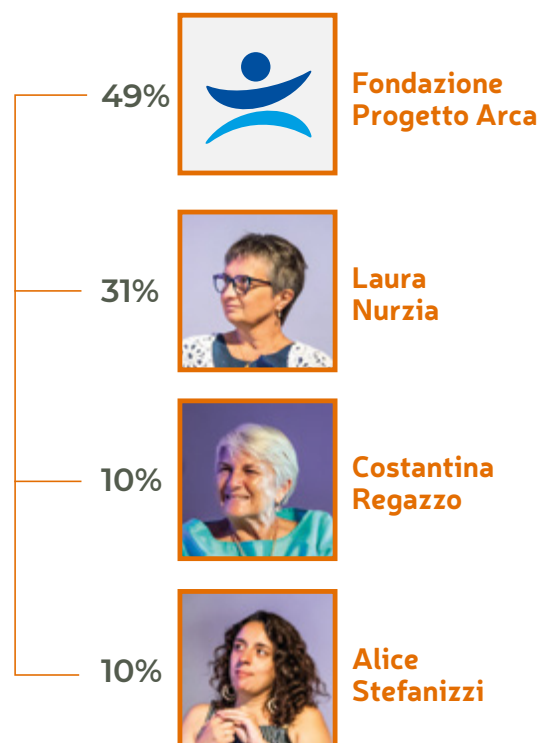 49%
Fondazione
Progetto Arca
31%
Laura
Nurzia
10%
Costantina
Regazzo
10%
Alice
Stefanizzi